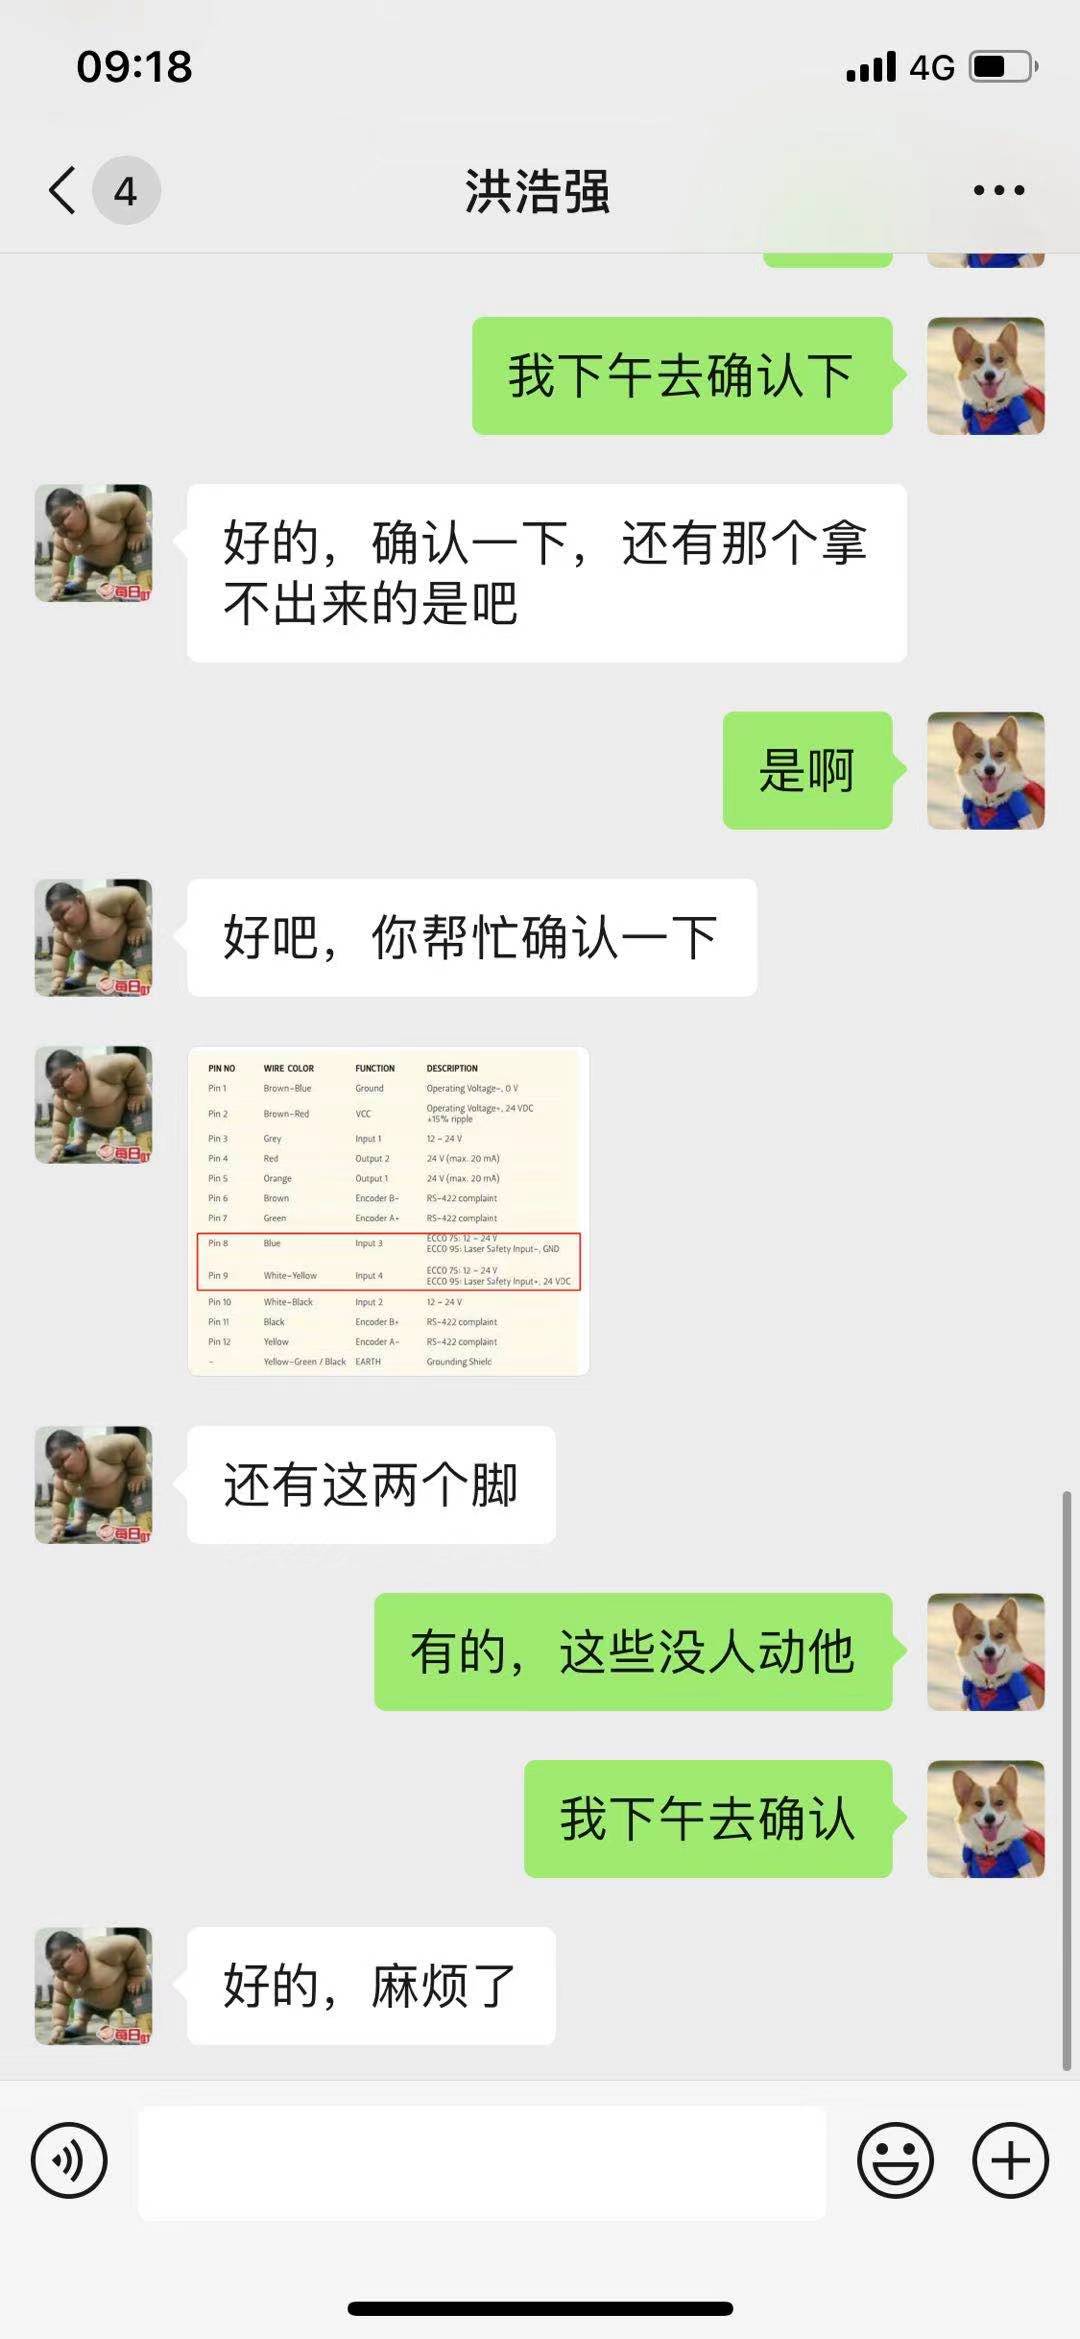 09:18
4G
4
洪浩强
我下午去确认下
好的，确认一下，还有那个拿
不出来的是吧
是啊
好吧，你帮忙确认一下
PIN NO WIRE COLOR FUNCTION DESCRIPTION
Pin 1 Brown-Blue Ground Operating Voltage-, 0 V
Pin 2 Brown-Red VCC Operating Voltage+, 24 VDC
±15% ripple
Pin 3 Grey Input 1 12 - 24 V
Pin 4 Red Output 2 24 V (max. 20 mA)
Pin 5 Orange Output 1 24 V (max. 20 mA)
Pin 6 Brown Encoder B- RS-422 complaint
Pin 7 Green Encoder A+ RS-422 complaint
Pin 8 Blue Input 3 ECCO 75: 12 - 24 V
ECCO 95: Laser Safety Input-, GND
Pin 9 White-Yellow Input 4 ECCO 75: 12 - 24 V
ECCO 95: Laser Safety Input+, 24 VDC
Pin 10 White-Black Input 2 12 - 24 V
Pin 11 Black Encoder B+ RS-422 complaint
Pin 12 Yellow Encoder A- RS-422 complaint
- Yellow-Green / Black EARTH Grounding Shield
还有这两个脚
有的，这些没人动他
我下午去确认
好的，麻烦了